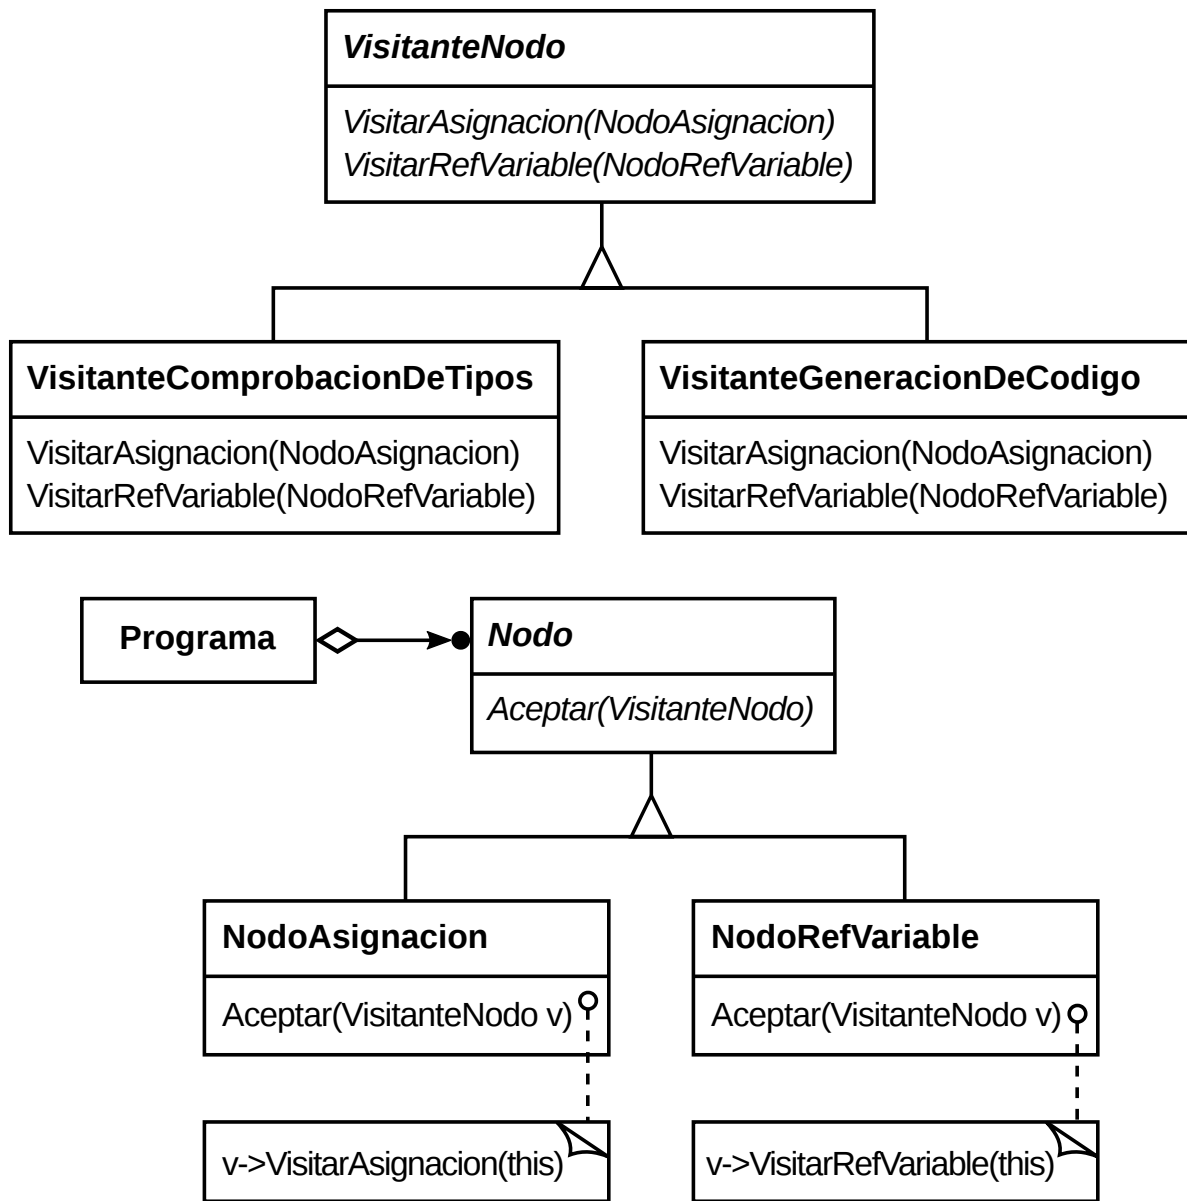 VisitanteNodo
VisitarAsignacion(NodoAsignacion)
VisitarRefVariable(NodoRefVariable)
VisitanteComprobacionDeTipos
VisitarAsignacion(NodoAsignacion)
VisitarRefVariable(NodoRefVariable)
VisitanteGeneracionDeCodigo
VisitarAsignacion(NodoAsignacion)
VisitarRefVariable(NodoRefVariable)
Programa
Nodo
Aceptar(VisitanteNodo)
NodoAsignacion
Aceptar(VisitanteNodo v)
v->VisitarAsignacion(this)
NodoRefVariable
Aceptar(VisitanteNodo v)
v->VisitarRefVariable(this)